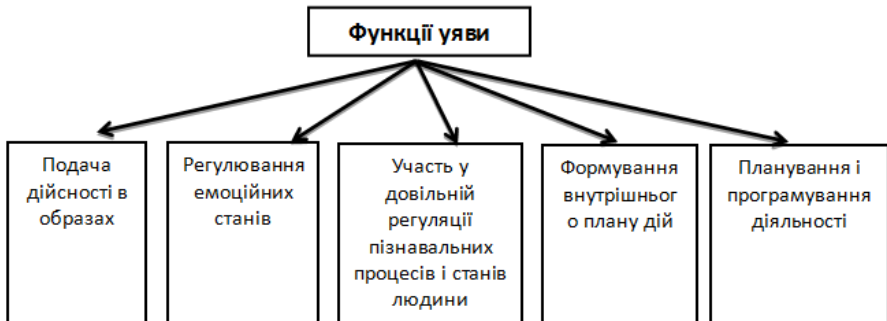 Функції уяви
Подача
дійсності в
образах
Регулювання
емоційних
станів
Участь у
довільній
регуляції
пізнавальних
процесів і станів
людини
Формування
внутрішньог
о плану дій
Планування і
програмування
діяльності